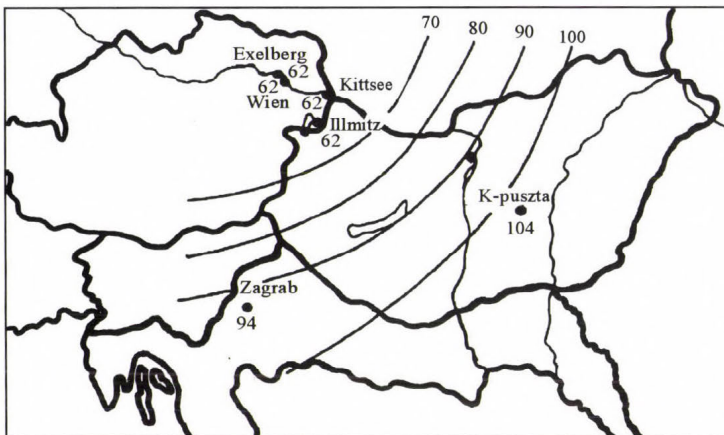 70
80
90
100
Exelberg
62
62
Wien
Kittsee
62
Illmitz
62
K-puszta
104
Zagrab
94